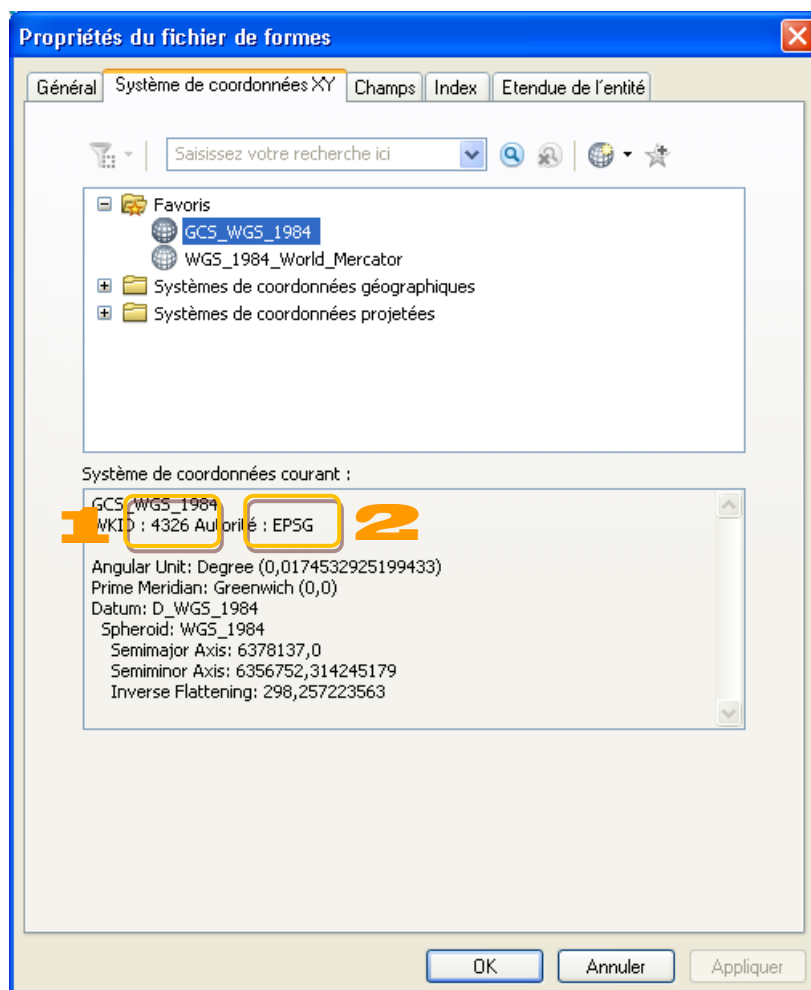 Propriétés du fichier de formes
Général Système de coordonnées XY Champs Index Etendue de l'entité
Saisissez votre recherche ici
Favoris
GCS_WGS_1984
WGS_1984_World_Mercator
Systèmes de coordonnées géographiques
Systèmes de coordonnées projetées
Système de coordonnées courant :
GCS_WGS_1984
1 WKID : 4326 Autorité : EPSG 2
Angular Unit: Degree (0,0174532925199433)
Prime Meridian: Greenwich (0,0)
Datum: D_WGS_1984
Spheroid: WGS_1984
Semimajor Axis: 6378137,0
Semiminor Axis: 6356752,314245179
Inverse Flattening: 298,257223563
OK Annuler Appliquer